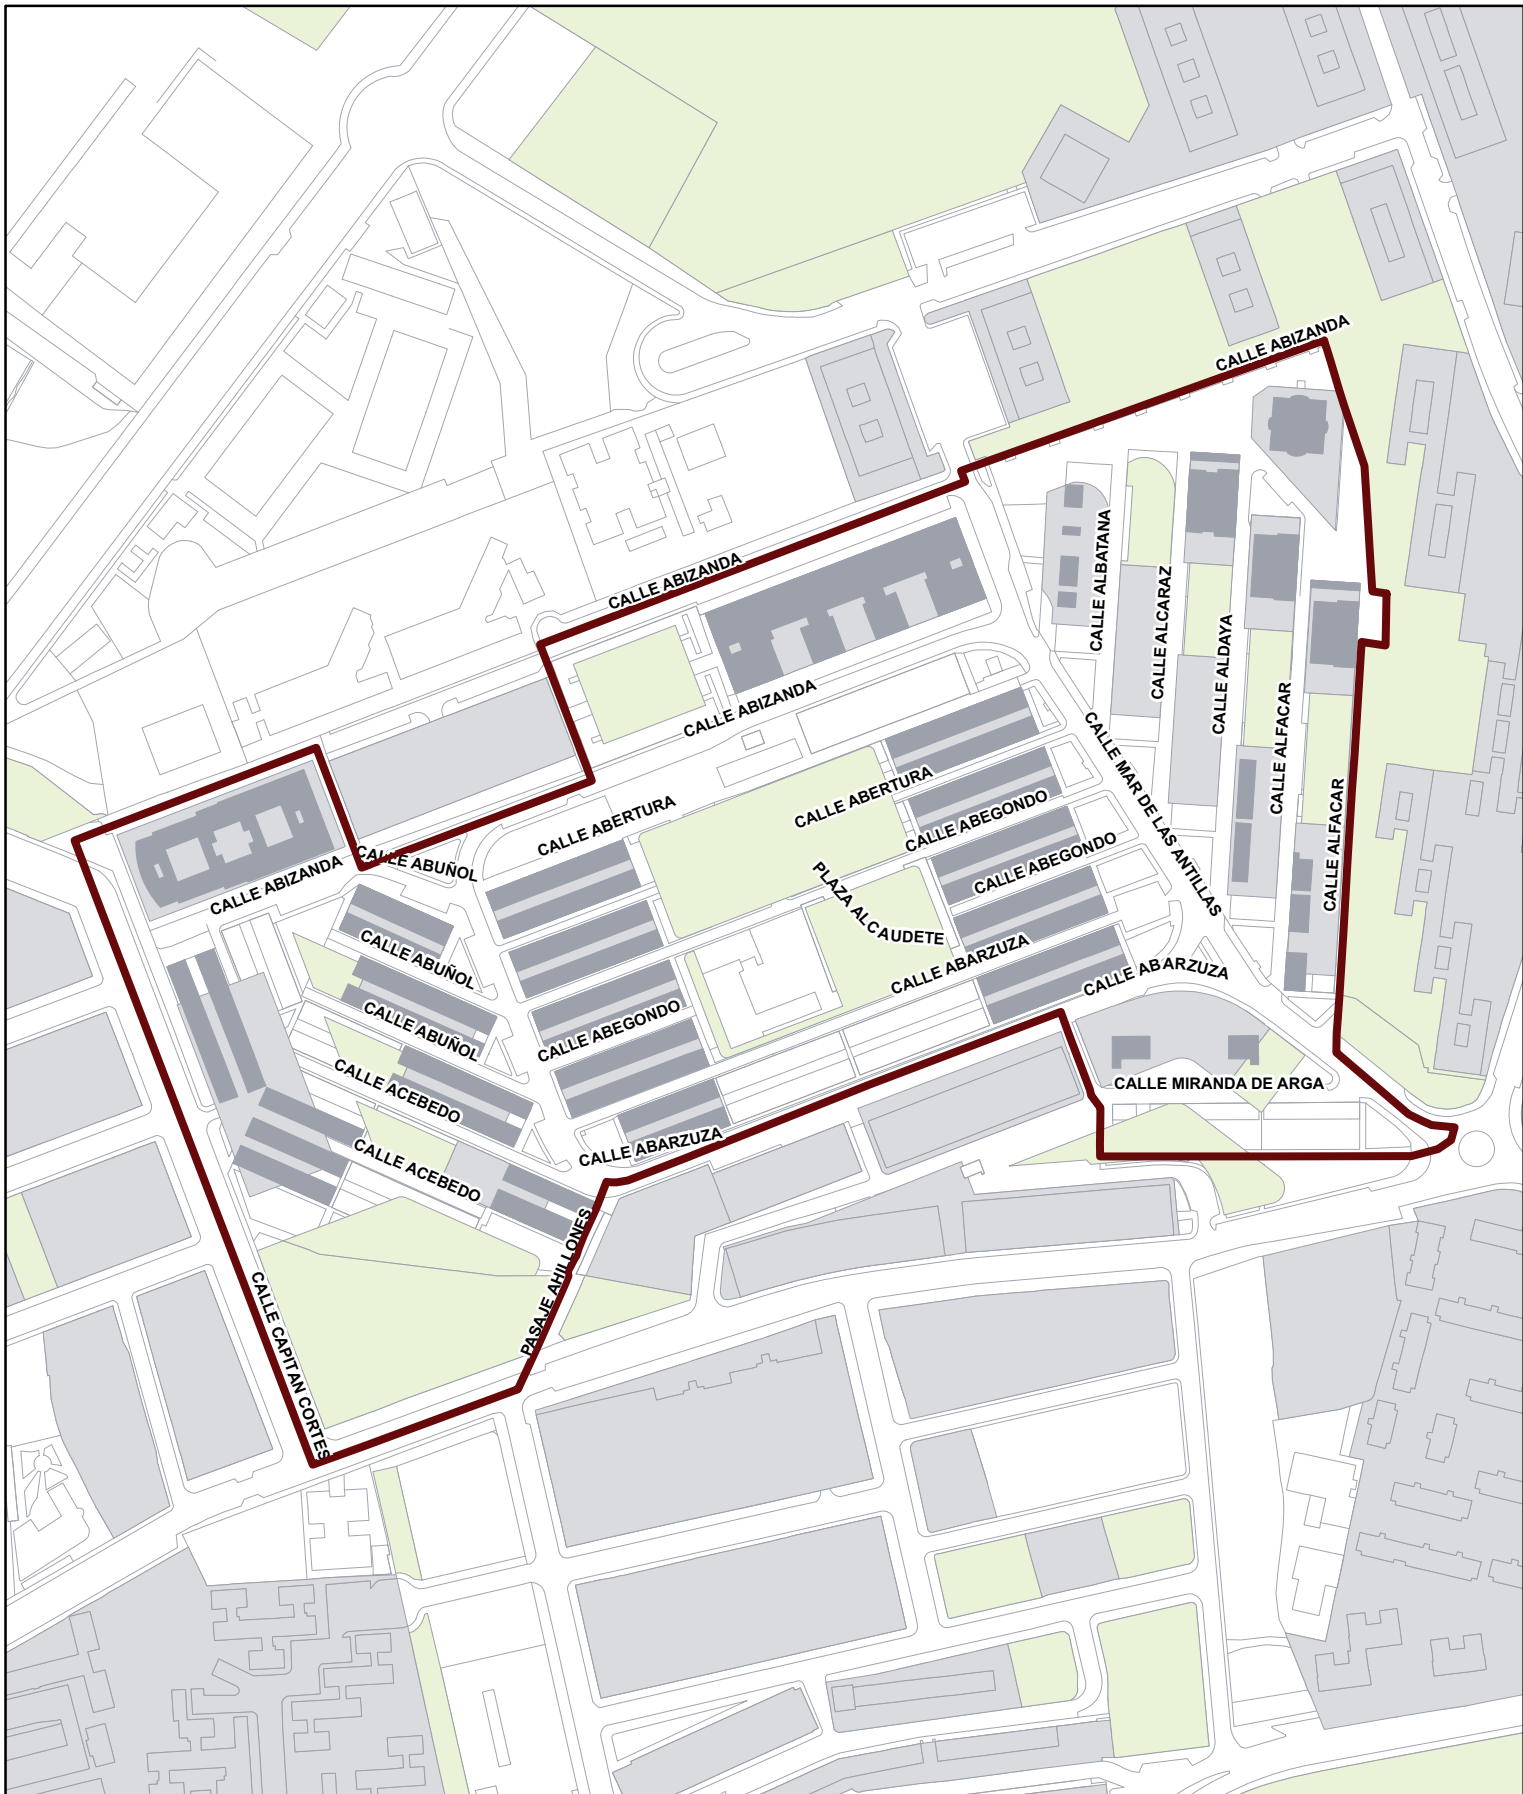 CALLE ABIZANDA
CALLE ABIZANDA
CALLE ALBATANA
CALLE ALCARAZ
CALLE ALDAYA
CALLE ALFACAR
CALLE ALFACAR
CALLE ABIZANDA
CALLE MAR DE LAS ANTILLAS
CALLE ABERTURA
CALLE ABERTURA
CALLE ABEGONDO
CALLE ABEGONDO
CALLE ABUÑOL
CALLE ABIZANDA
PLAZA ALCAUDETE
CALLE ABUÑOL
CALLE ABARZUZA
CALLE ABARZUZA
CALLE ABUÑOL
CALLE ABEGONDO
CALLE ACEBEDO
CALLE MIRANDA DE ARGA
CALLE ABARZUZA
CALLE ACEBEDO
PASAJE AHILLONES
CALLE CAPITAN CORTES